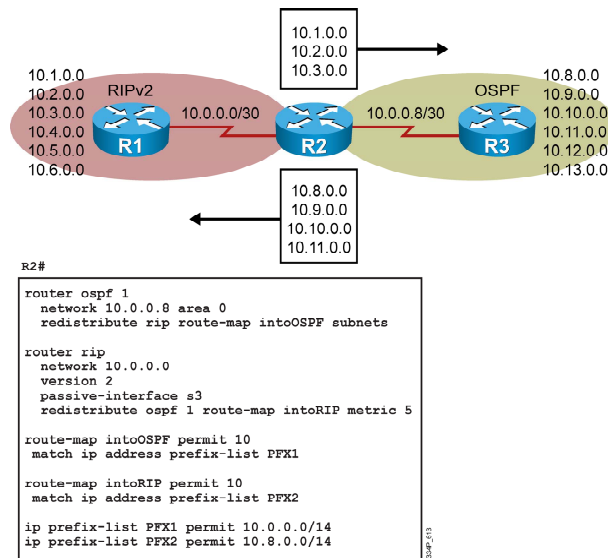 10.1.0.0
10.2.0.0
10.3.0.0
10.1.0.0
10.2.0.0
10.3.0.0
10.4.0.0
10.5.0.0
10.6.0.0
RIPv2
R1
10.0.0.0/30
R2
10.0.0.8/30
OSPF
R3
10.8.0.0
10.9.0.0
10.10.0.0
10.11.0.0
10.12.0.0
10.13.0.0
10.8.0.0
10.9.0.0
10.10.0.0
10.11.0.0
R2#
router ospf 1
network 10.0.0.8 area 0
redistribute rip route-map intoOSPF subnets
router rip
network 10.0.0.0
version 2
passive-interface s3
redistribute ospf 1 route-map intoRIP metric 5
route-map intoOSPF permit 10
match ip address prefix-list PFX1
route-map intoRIP permit 10
match ip address prefix-list PFX2
ip prefix-list PFX1 permit 10.0.0.0/14
ip prefix-list PFX2 permit 10.8.0.0/14